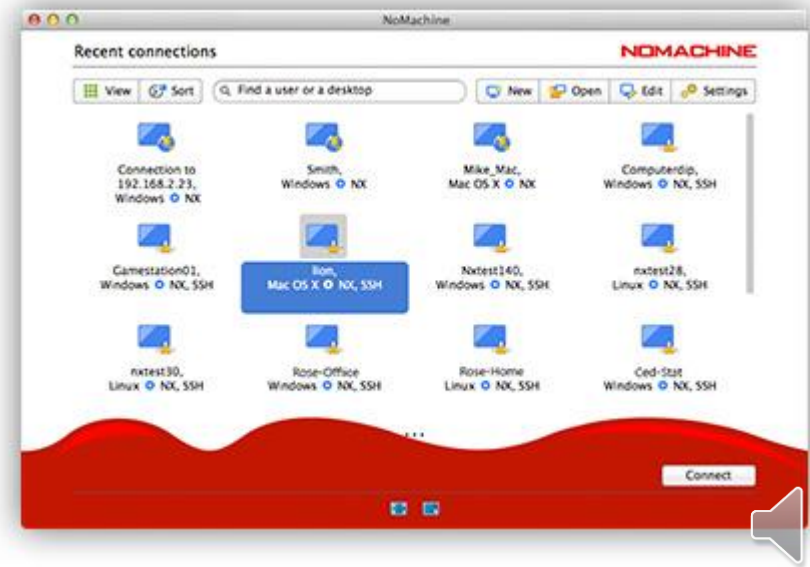 NoMachine
Recent connections
NOMACHINE
View Sort Find a user or a desktop New Open Edit Settings
Connection to
192.168.2.23,
Windows NX
Smith,
Windows NX
Mike_Mac,
Mac OS X NX
Computerdip,
Windows NX, SSH
Gamestation01,
Windows NX, SSH
lion,
Mac OS X NX, SSH
Nxtest140,
Windows NX, SSH
nxtest28,
Linux NX, SSH
nxtest30,
Linux NX, SSH
Rose-Office
Windows NX, SSH
Rose-Home
Linux NX, SSH
Ced-Stat
Windows NX, SSH
...
Connect